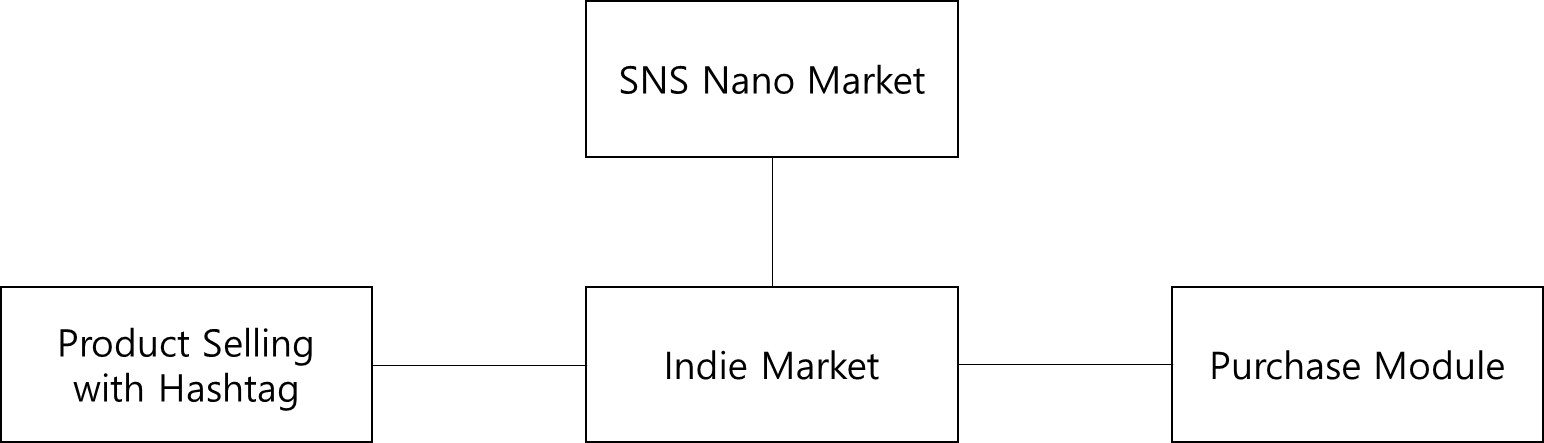 SNS Nano Market
Product Selling
with Hashtag
Indie Market
Purchase Module